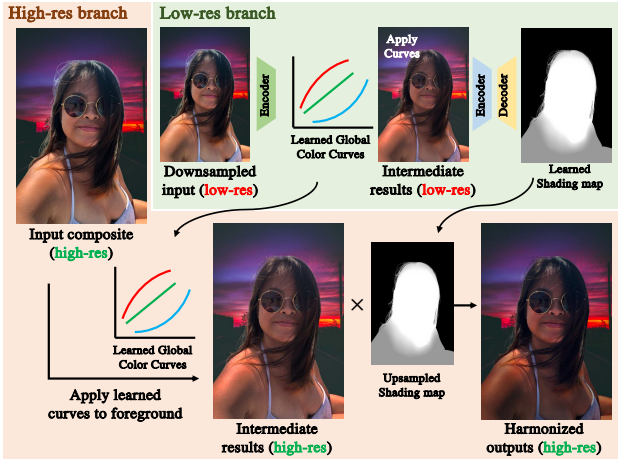 High-res branch
Low-res branch
Apply
Curves
Encoder
Encoder
Decoder
Learned Global
Color Curves
Downsampled
input (low-res)
Intermediate
results (low-res)
Learned
Shading map
Input composite
(high-res)
Learned Global
Color Curves
×
Apply learned
curves to foreground
Intermediate
results (high-res)
Upsampled
Shading map
Harmonized
outputs (high-res)